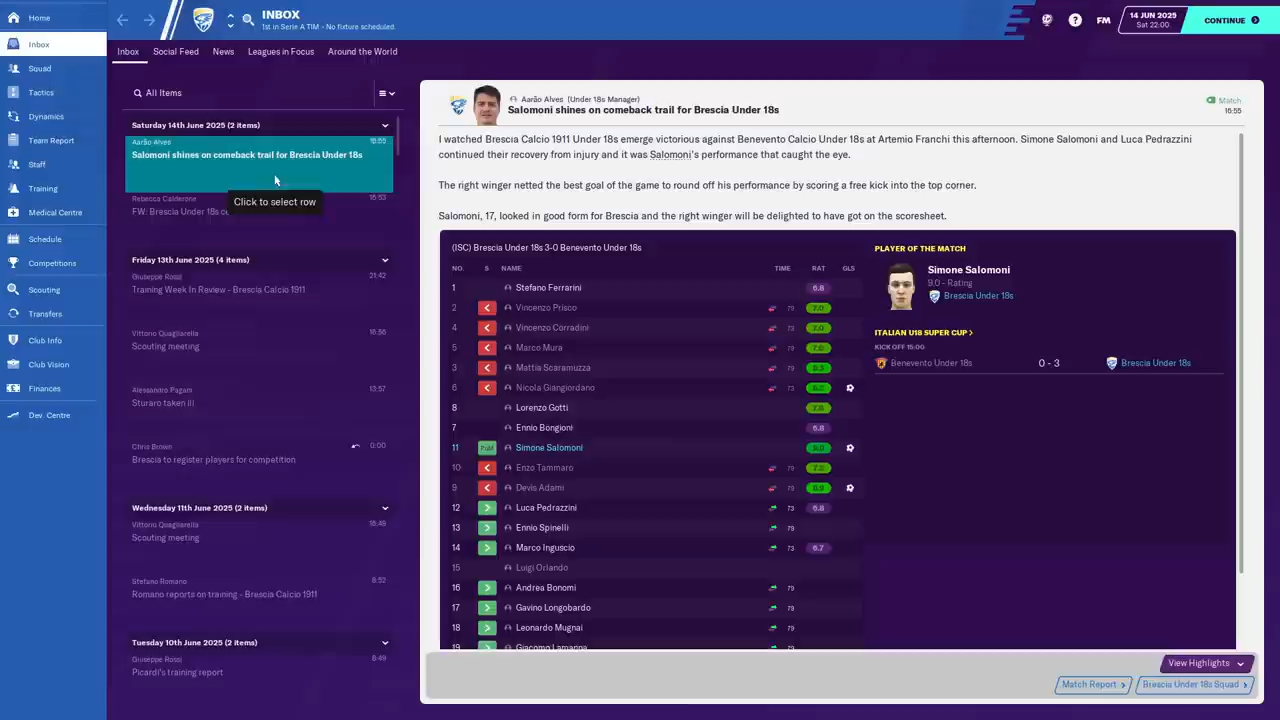 Home
Inbox
Squad
Tactics
Dynamics
Team Report
Staff
Training
Medical Centre
Schedule
Competitions
Scouting
Transfers
Club Info
Club Vision
Finances
Dev. Centre
INBOX
1st in Serie A TIM - No fixture scheduled.
?
FM
14 JUN 2025
Sat 22:00
CONTINUE
Inbox
Social Feed
News
Leagues in Focus
Around the World
All Items
Saturday 14th June 2025 (2 items)
Aarão Alves 16:55
Salomoni shines on comeback trail for Brescia Under 18s
Click to select row
Rebecca Calderone 16:53
FW: Brescia Under 18s
Friday 13th June 2025 (4 items)
Giuseppe Rossi 21:42
Training Week In Review - Brescia Calcio 1911
Vittorio Quagliarella 16:56
Scouting meeting
Alessandro Pagani 13:57
Sturaro taken ill
Chris Brown 0:00
Brescia to register players for competition
Wednesday 11th June 2025 (2 items)
Vittorio Quagliarella 16:48
Scouting meeting
Stefano Romano 8:52
Romano reports on training - Brescia Calcio 1911
Tuesday 10th June 2025 (2 items)
Giuseppe Rossi 8:49
Picardi's training report
Aarão Alves (Under 18s Manager)
Salomoni shines on comeback trail for Brescia Under 18s
Match
16:55
I watched Brescia Calcio 1911 Under 18s emerge victorious against Benevento Calcio Under 18s at Artemio Franchi this afternoon. Simone Salomoni and Luca Pedrazzini
continued their recovery from injury and it was Salomoni's performance that caught the eye.
The right winger netted the best goal of the game to round off his performance by scoring a free kick into the top corner.
Salomoni, 17, looked in good form for Brescia and the right winger will be delighted to have got on the scoresheet.
(ISC) Brescia Under 18s 3-0 Benevento Under 18s
NO. S NAME TIME RAT GLS
1 Stefano Ferrarini 6.8
2 Vincenzo Prisco 79 7.0
4 Vincenzo Corradini 79 7.0
5 Marco Mura 79
3 Mattia Scaramuzza 79
6 Nicola Giangiordano 73
8 Lorenzo Gotti
7 Ennio Bongioni 6.8
11 PoM Simone Salomoni 9.0
10 Enzo Tammaro 79
9 Devis Adami 79
12 Luca Pedrazzini 73 6.8
13 Ennio Spinelli 79
14 Marco Inguscio 73 6.7
15 Luigi Orlando
16 Andrea Bonomi 79
17 Gavino Longobardo 79
18 Leonardo Mugnai 79
19 Giacomo Lamanna 79
PLAYER OF THE MATCH
Simone Salomoni
9.0 - Rating
Brescia Under 18s
ITALIAN U18 SUPER CUP >
KICK OFF 15:00
Benevento Under 18s 0 - 3 Brescia Under 18s
View Highlights
Match Report >
Brescia Under 18s Squad >